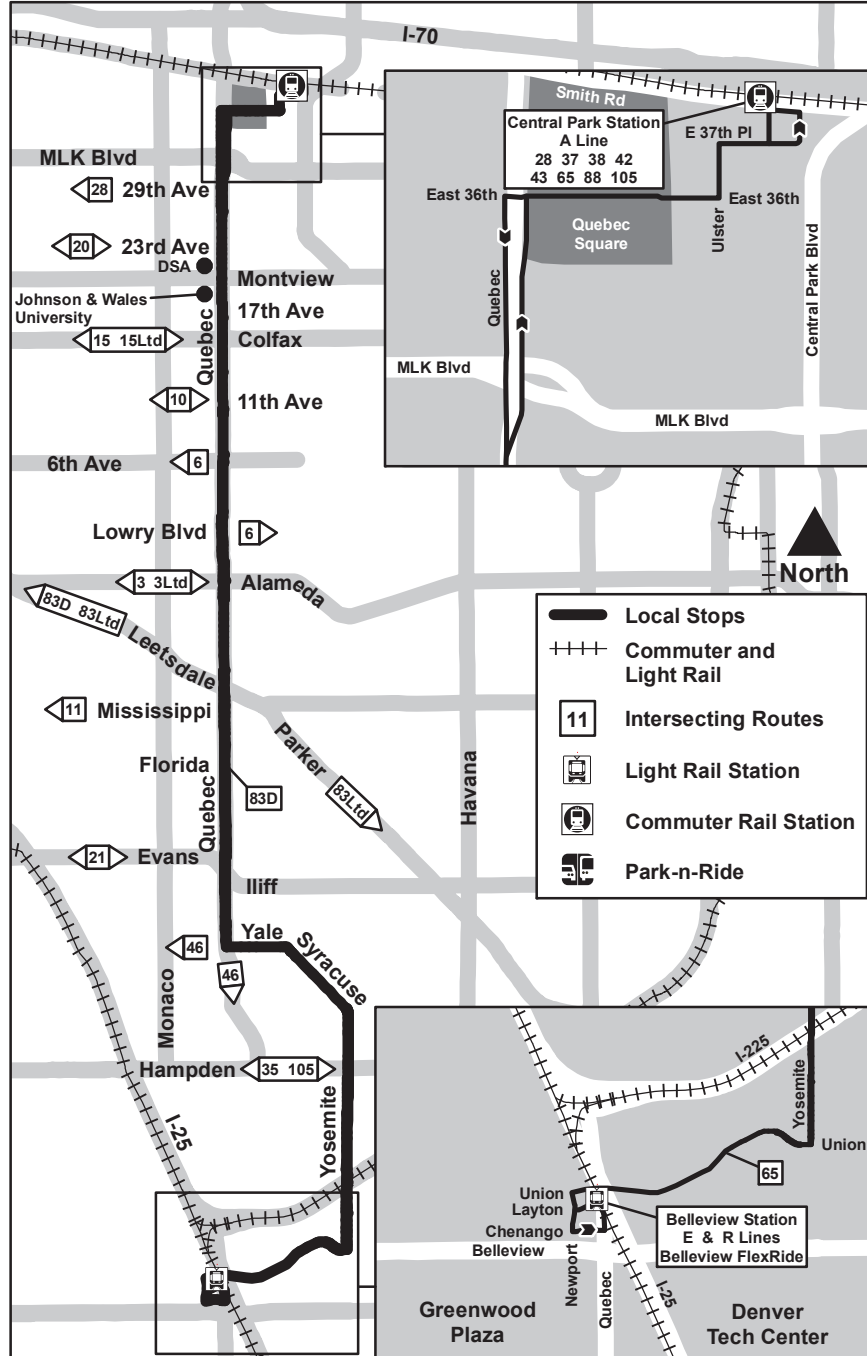 I-70
MLK Blvd
28
29th Ave
20
23rd Ave
DSA
Montview
Johnson & Wales
University
17th Ave
Quebec
15 15Ltd
Colfax
10
11th Ave
6th Ave
6
Lowry Blvd
6
3 3Ltd
Alameda
83D 83Ltd
Leetsdale
11
Mississippi
Parker
Florida
Quebec
83D
83Ltd
Havana
21
Evans
Iliff
46
Yale
Syracuse
46
Monaco
Hampden
35 105
I-25
Yosemite
Smith Rd
Central Park Station
A Line
28 37 38 42
43 65 88 105
E 37th Pl
East 36th
East 36th
Ulster
Quebec
Square
Quebec
Central Park Blvd
MLK Blvd
MLK Blvd
North
Local Stops
Commuter and
Light Rail
11
Intersecting Routes
Light Rail Station
Commuter Rail Station
Park-n-Ride
I-225
Yosemite
Union
65
Union
Layton
Chenango
Belleview
Belleview Station
E & R Lines
Belleview FlexRide
Newport
Quebec
I-25
Greenwood
Plaza
Denver
Tech Center